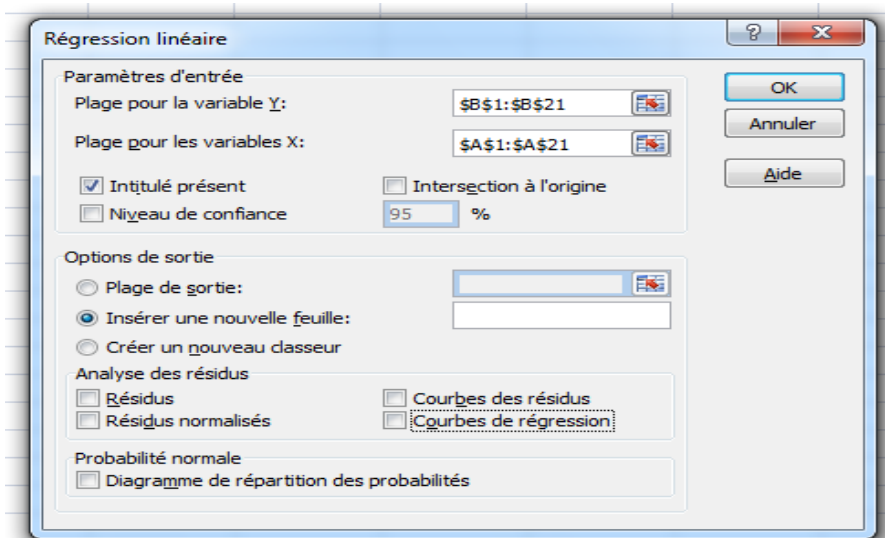 Régression linéaire
Paramètres d'entrée
Plage pour la variable Y: $B$1:$B$21
Plage pour les variables X: $A$1:$A$21
Intitulé présent Intersection à l'origine
Niveau de confiance 95 %
OK
Annuler
Aide
Options de sortie
Plage de sortie:
Insérer une nouvelle feuille:
Créer un nouveau classeur
Analyse des résidus
Résidus Courbes des résidus
Résidus normalisés Courbes de régression
Probabilité normale
Diagramme de répartition des probabilités